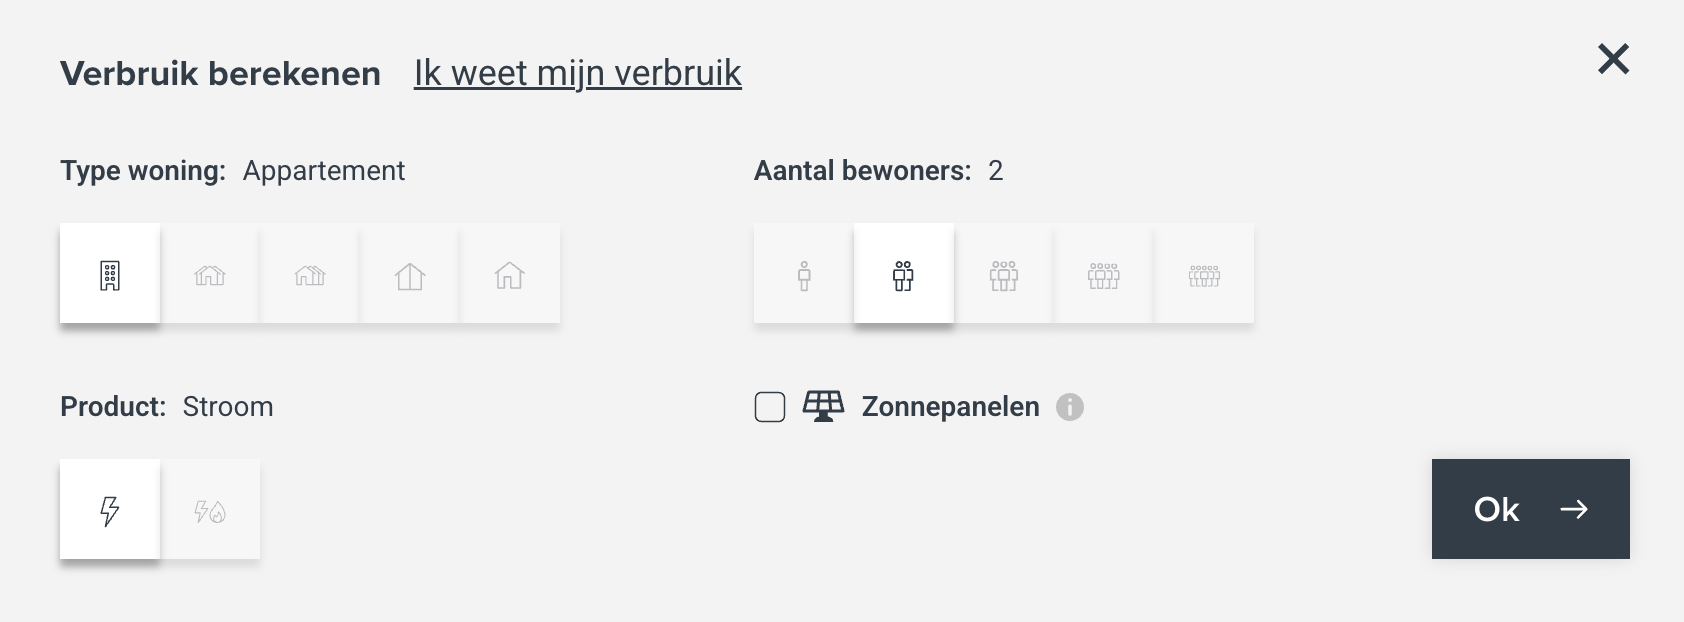 Verbruik berekenen Ik weet mijn verbruik
Type woning: Appartement
Aantal bewoners: 2
Product: Stroom
Zonnepanelen
Ok